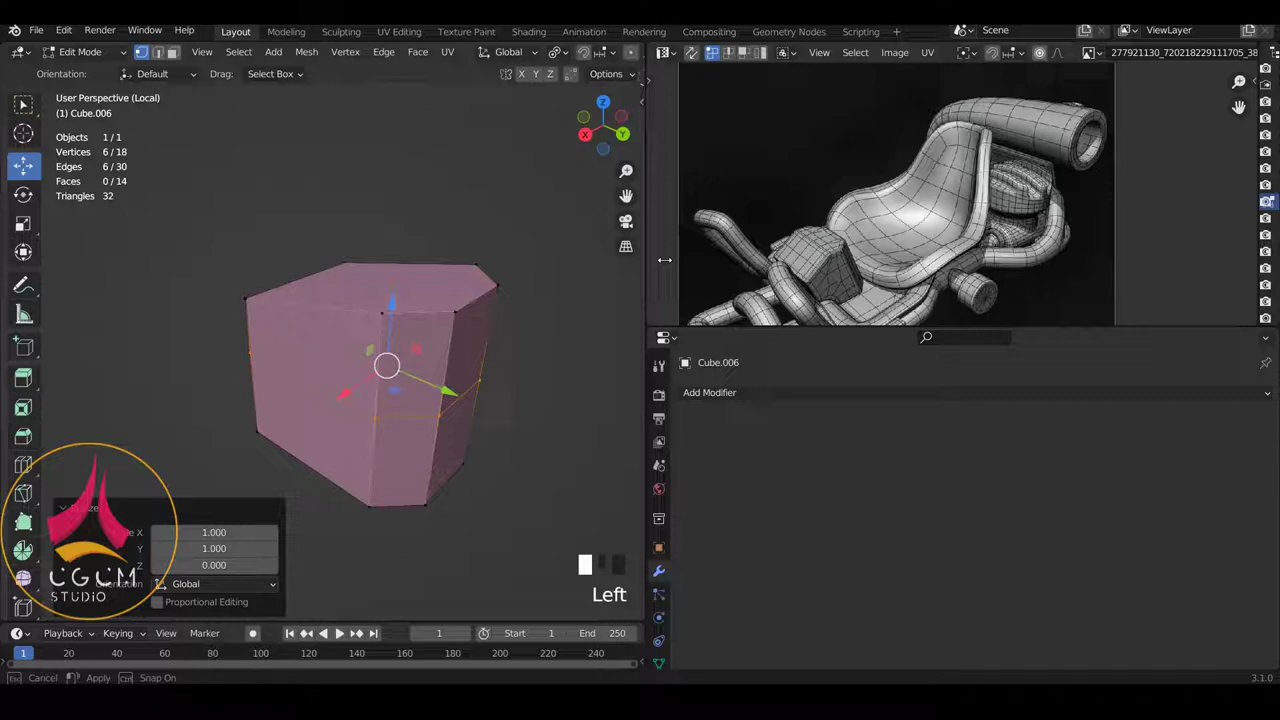 File Edit Render Window Help Layout Modeling Sculpting UV Editing Texture Paint Shading Animation Rendering Compositing Geometry Nodes Scripting Scene ViewLayer
Edit Mode View Select Add Mesh Vertex Edge Face UV Global View Select Image UV 277921130_720218229111705_38
Orientation: Default Drag: Select Box X Y Z Options
User Perspective (Local)
(1) Cube.006
Objects 1 / 1
Vertices 6 / 18
Edges 6 / 30
Faces 0 / 14
Triangles 32
Z
X
Y
Cube.006
Add Modifier
X 1.000
Y 1.000
Z 0.000
Global
Proportional Editing
UGUM
STUDIO
Left
Playback Keying View Marker 1 Start 1 End 250
1 20 40 60 80 100 120 140 160 180 200 220 240
Esc Cancel Apply Ctrl Snap On 3.1.0